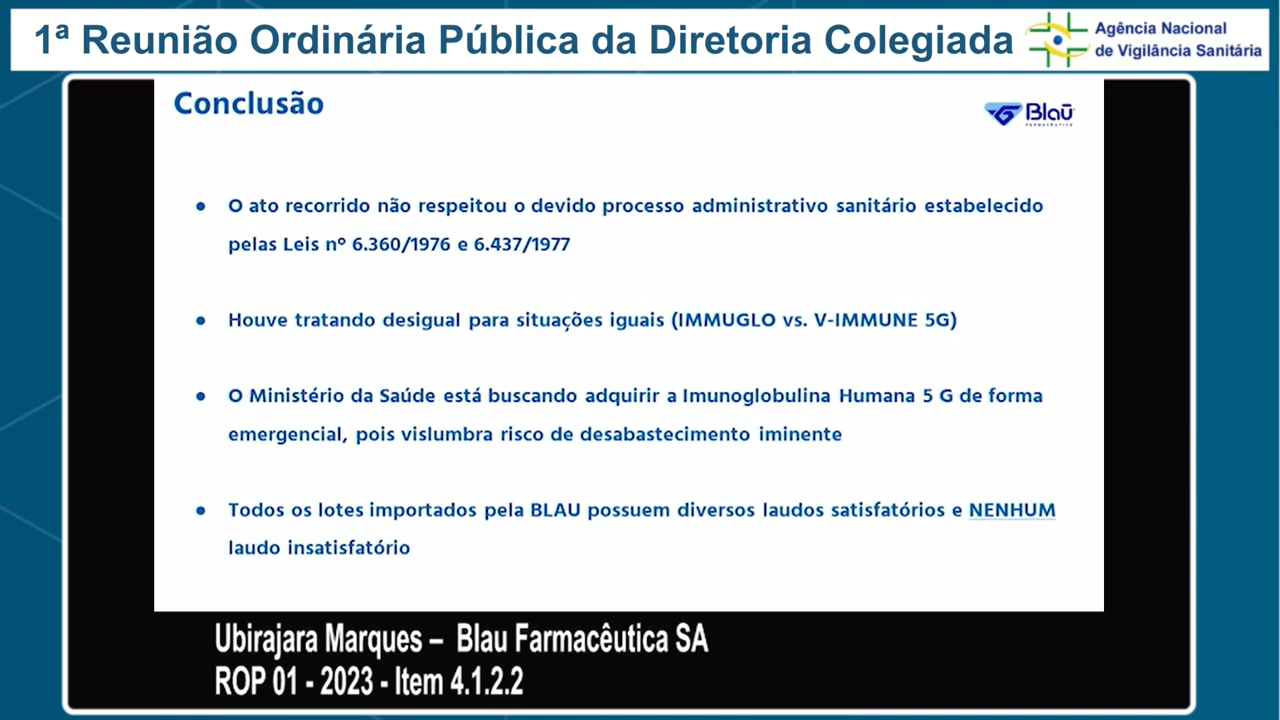 1ª Reunião Ordinária Pública da Diretoria Colegiada
Agência Nacional
de Vigilância Sanitária
Conclusão
Blaū
FARMACÊUTICA
• O ato recorrido não respeitou o devido processo administrativo sanitário estabelecido
pelas Leis nº 6.360/1976 e 6.437/1977
• Houve tratando desigual para situações iguais (IMMUGLO vs. V-IMMUNE 5G)
• O Ministério da Saúde está buscando adquirir a Imunoglobulina Humana 5 G de forma
emergencial, pois vislumbra risco de desabastecimento iminente
• Todos os lotes importados pela BLAU possuem diversos laudos satisfatórios e NENHUM
laudo insatisfatório
Ubirajara Marques – Blau Farmacêutica SA
ROP 01 - 2023 - Item 4.1.2.2